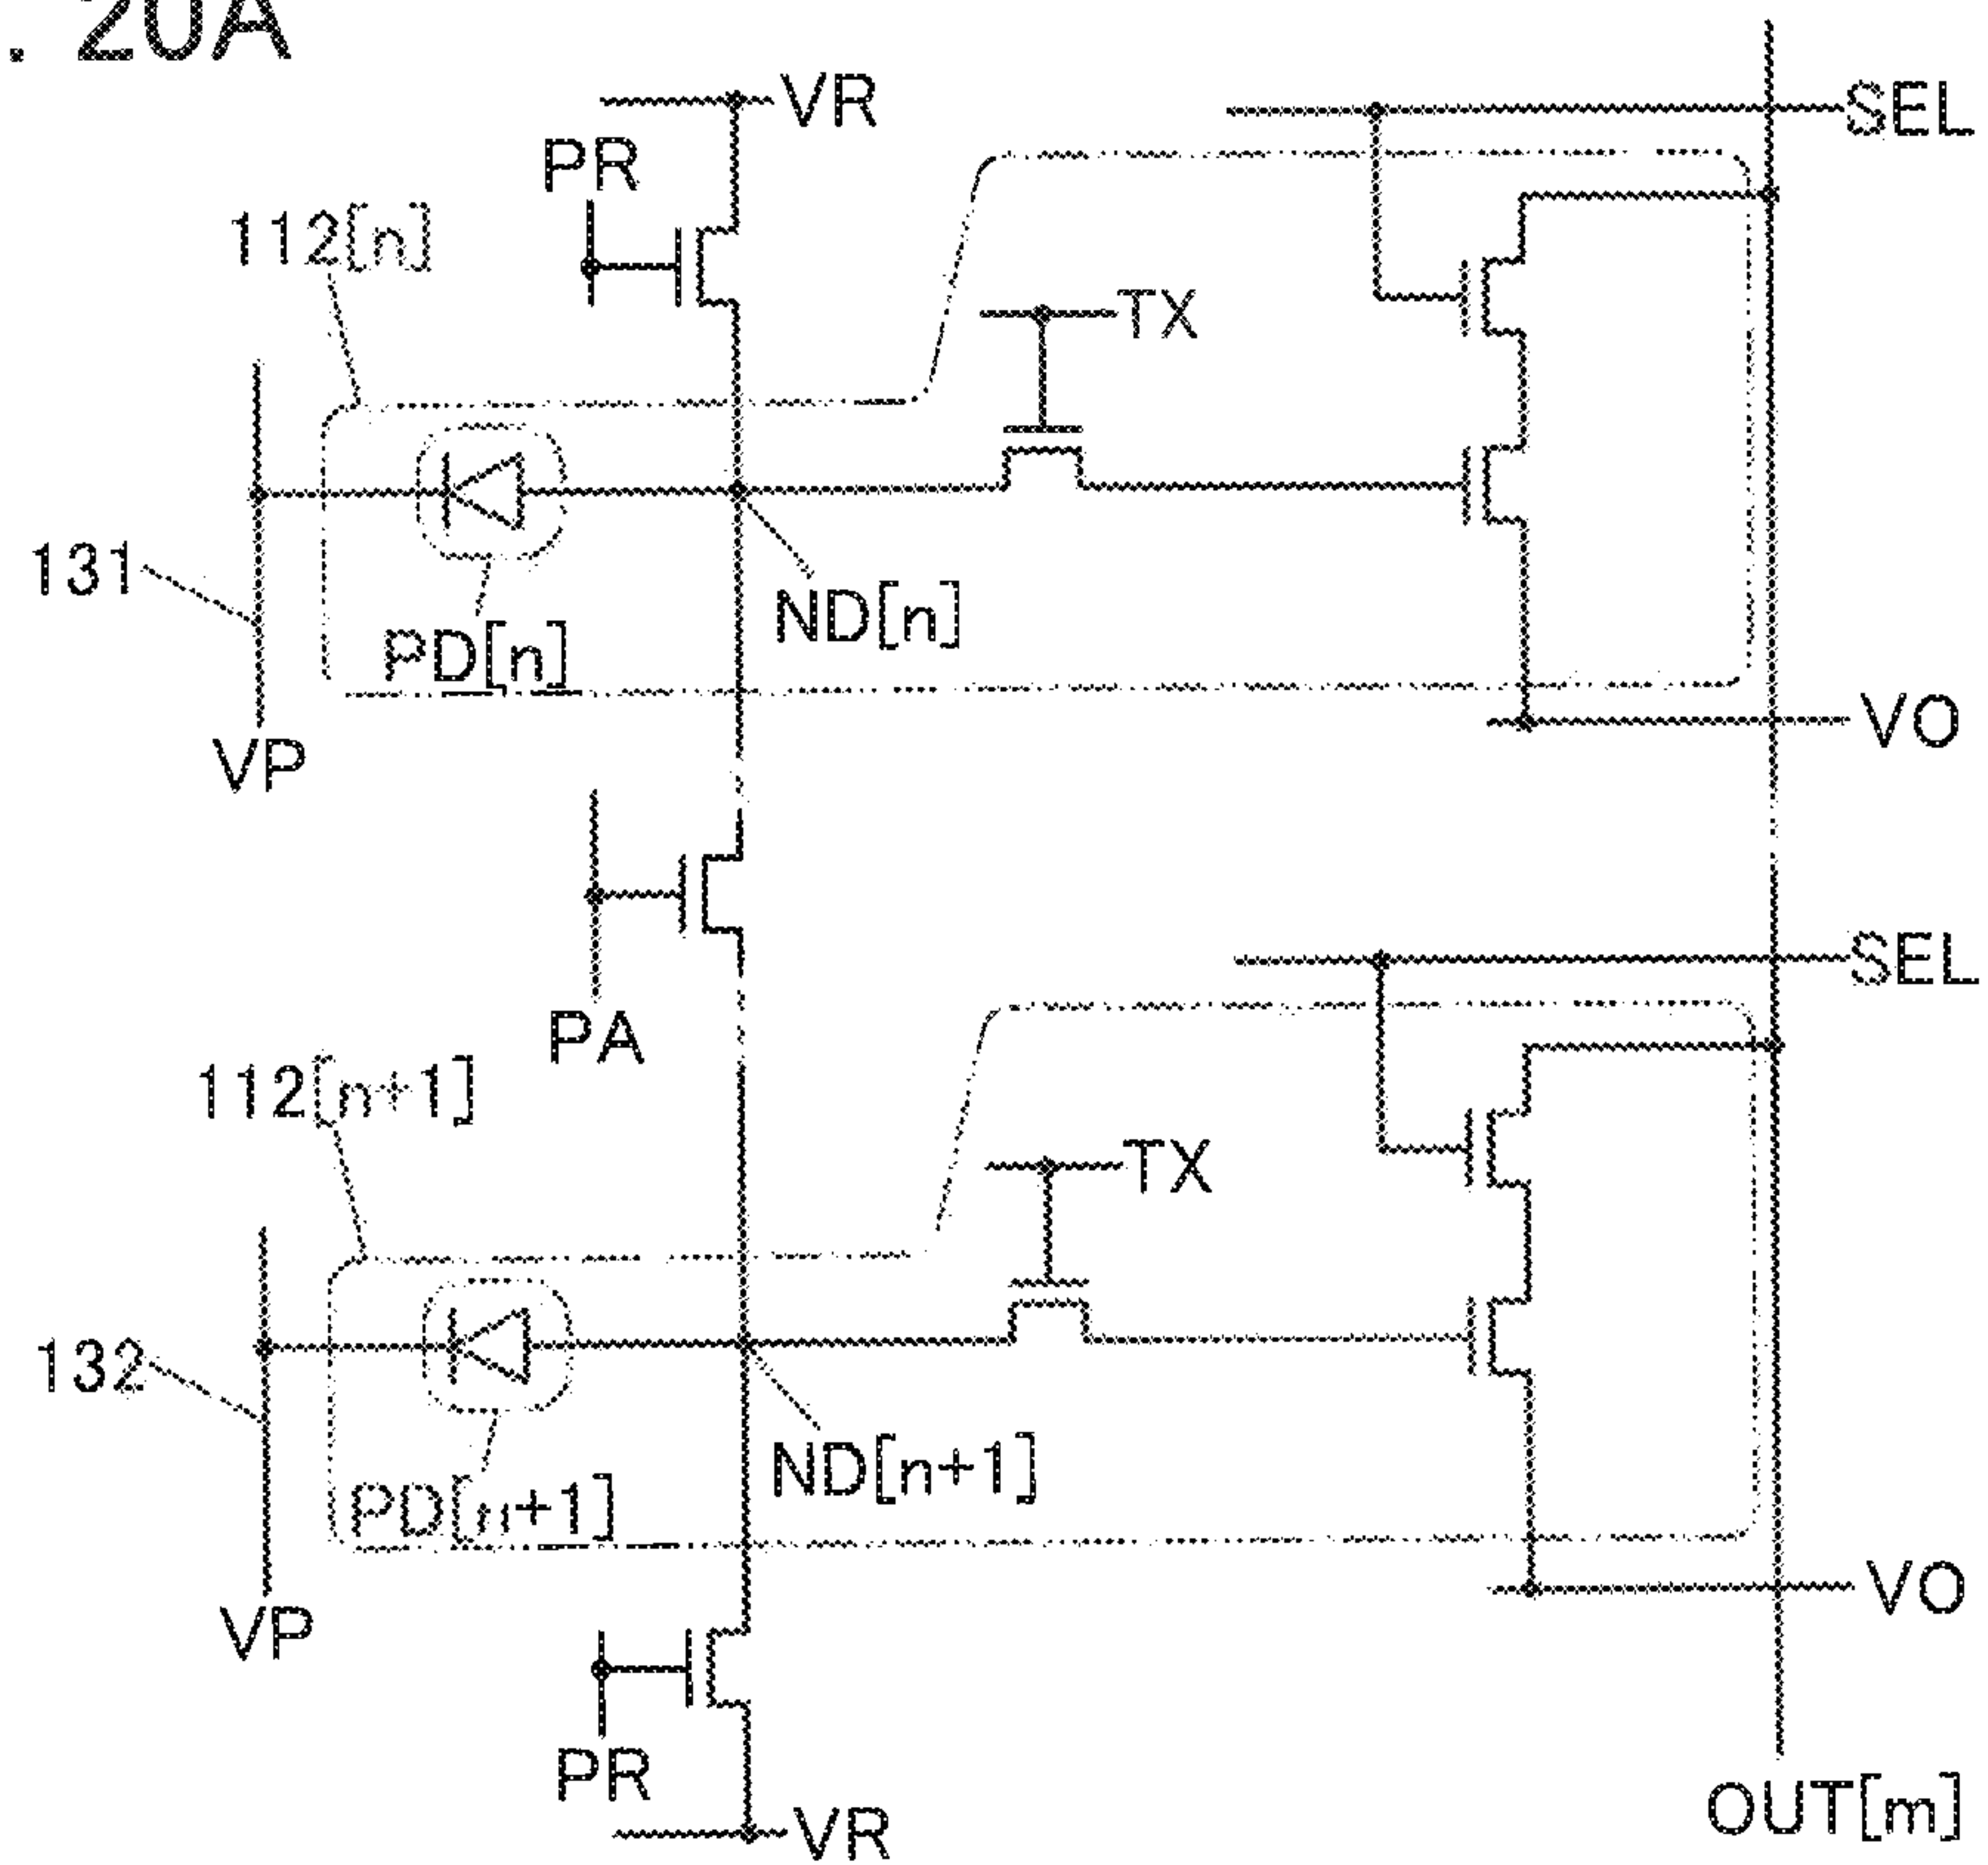 . 20A
VR
SEL
PR
112[n]
TX
131
ND[n]
PD[n]
VO
VP
SEL
PA
112[n+1]
TX
132
ND[n+1]
PD[n+1]
VO
VP
PR
OUT[m]
VR